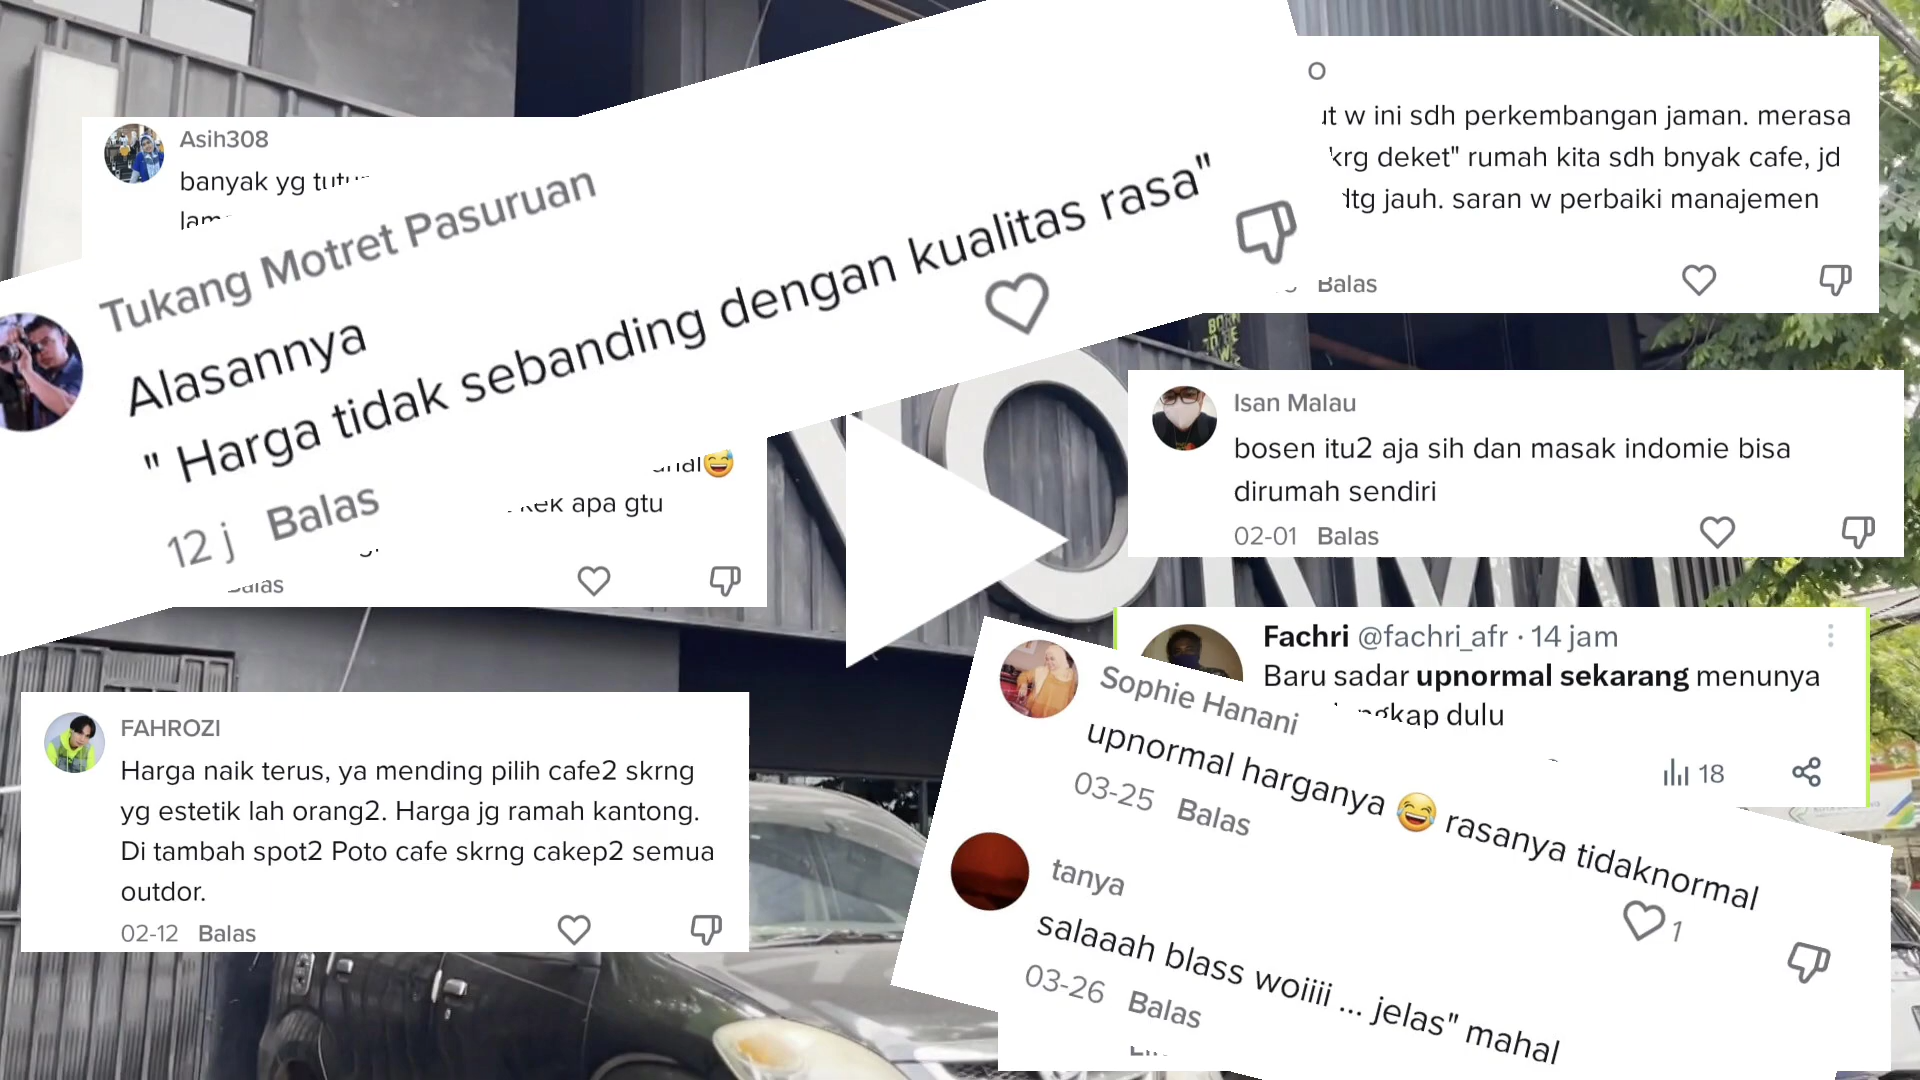 Asih308
banyak yg
Tukang Motret Pasuruan
Alasannya
" Harga tidak sebanding dengan kualitas rasa"
12 j Balas
kek apa gtu
Balas
w ini sdh perkembangan jaman. merasa
krg deket" rumah kita sdh bnyak cafe, jd
dtg jauh. saran w perbaiki manajemen
Balas
BORN
TO BE
Isan Malau
bosen itu2 aja sih dan masak indomie bisa
dirumah sendiri
02-01 Balas
Fachri @fachri_afr · 14 jam
Baru sadar upnormal sekarang menunya
dulu
18
Sophie Hanani
upnormal harganya 😂 rasanya tidaknormal
03-25 Balas
1
tanya
salaaah blass woiiii ... jelas" mahal
03-26 Balas
FAHROZI
Harga naik terus, ya mending pilih cafe2 skrng
yg estetik lah orang2. Harga jg ramah kantong.
Di tambah spot2 Poto cafe skrng cakep2 semua
outdor.
02-12 Balas